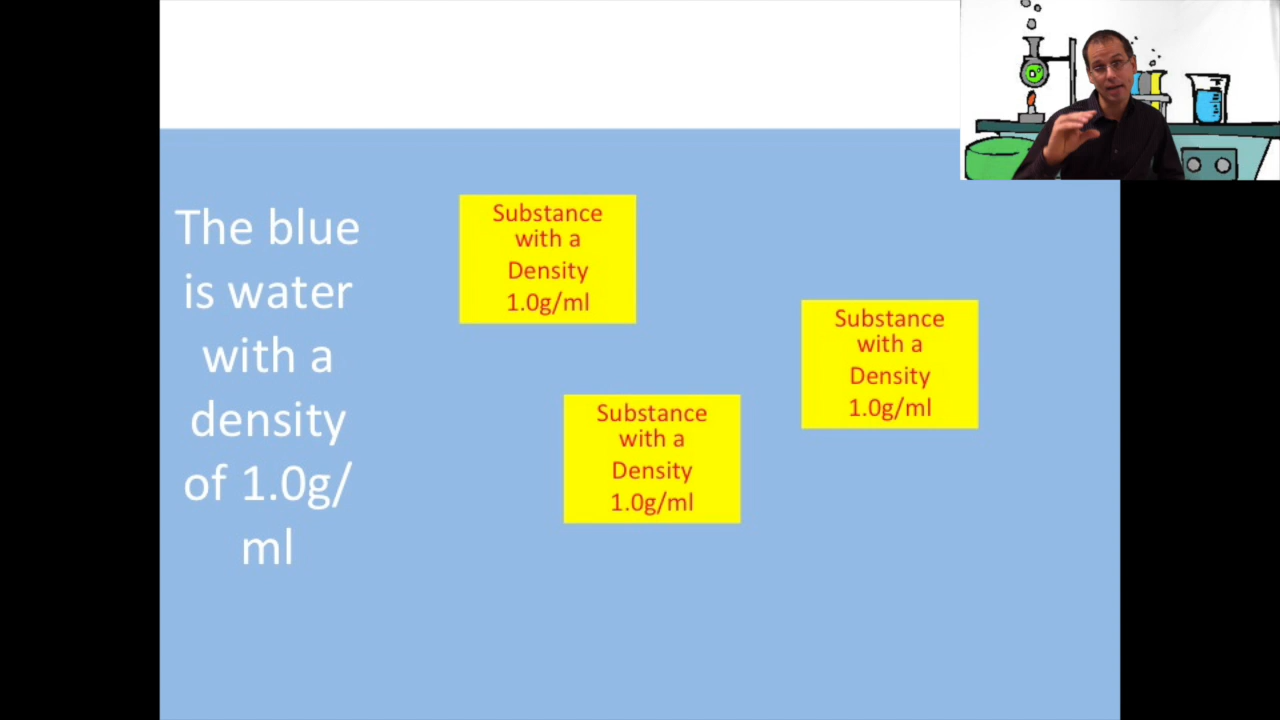 The blue
is water
with a
density
of 1.0g/
ml
Substance
with a
Density
1.0g/ml
Substance
with a
Density
1.0g/ml
Substance
with a
Density
1.0g/ml